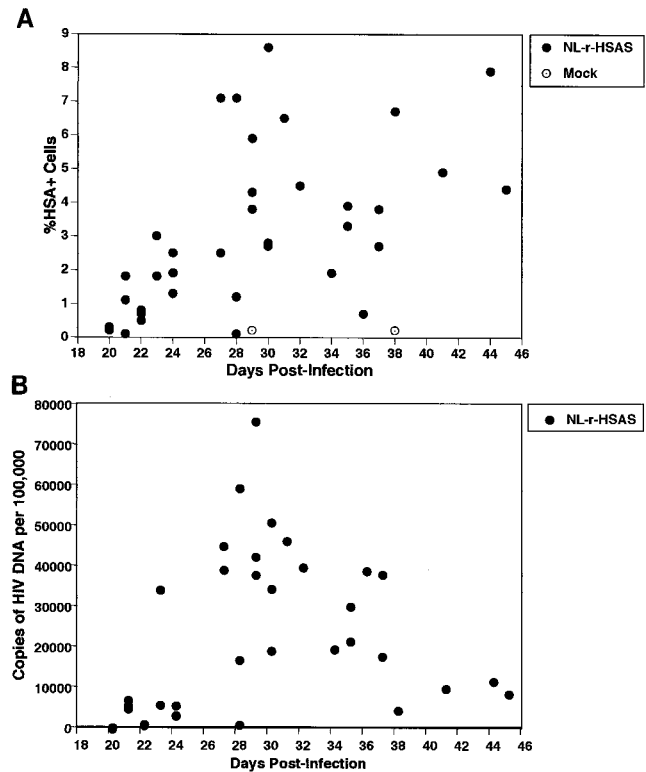 A
NL-r-HSAS
Mock
%HSA+ Cells
9
8
7
6
5
4
3
2
1
0
18 20 22 24 26 28 30 32 34 36 38 40 42 44 46
Days Post-Infection
B
NL-r-HSAS
Copies of HIV DNA per 100,000
80000
70000
60000
50000
40000
30000
20000
10000
0
18 20 22 24 26 28 30 32 34 36 38 40 42 44 46
Days Post-Infection